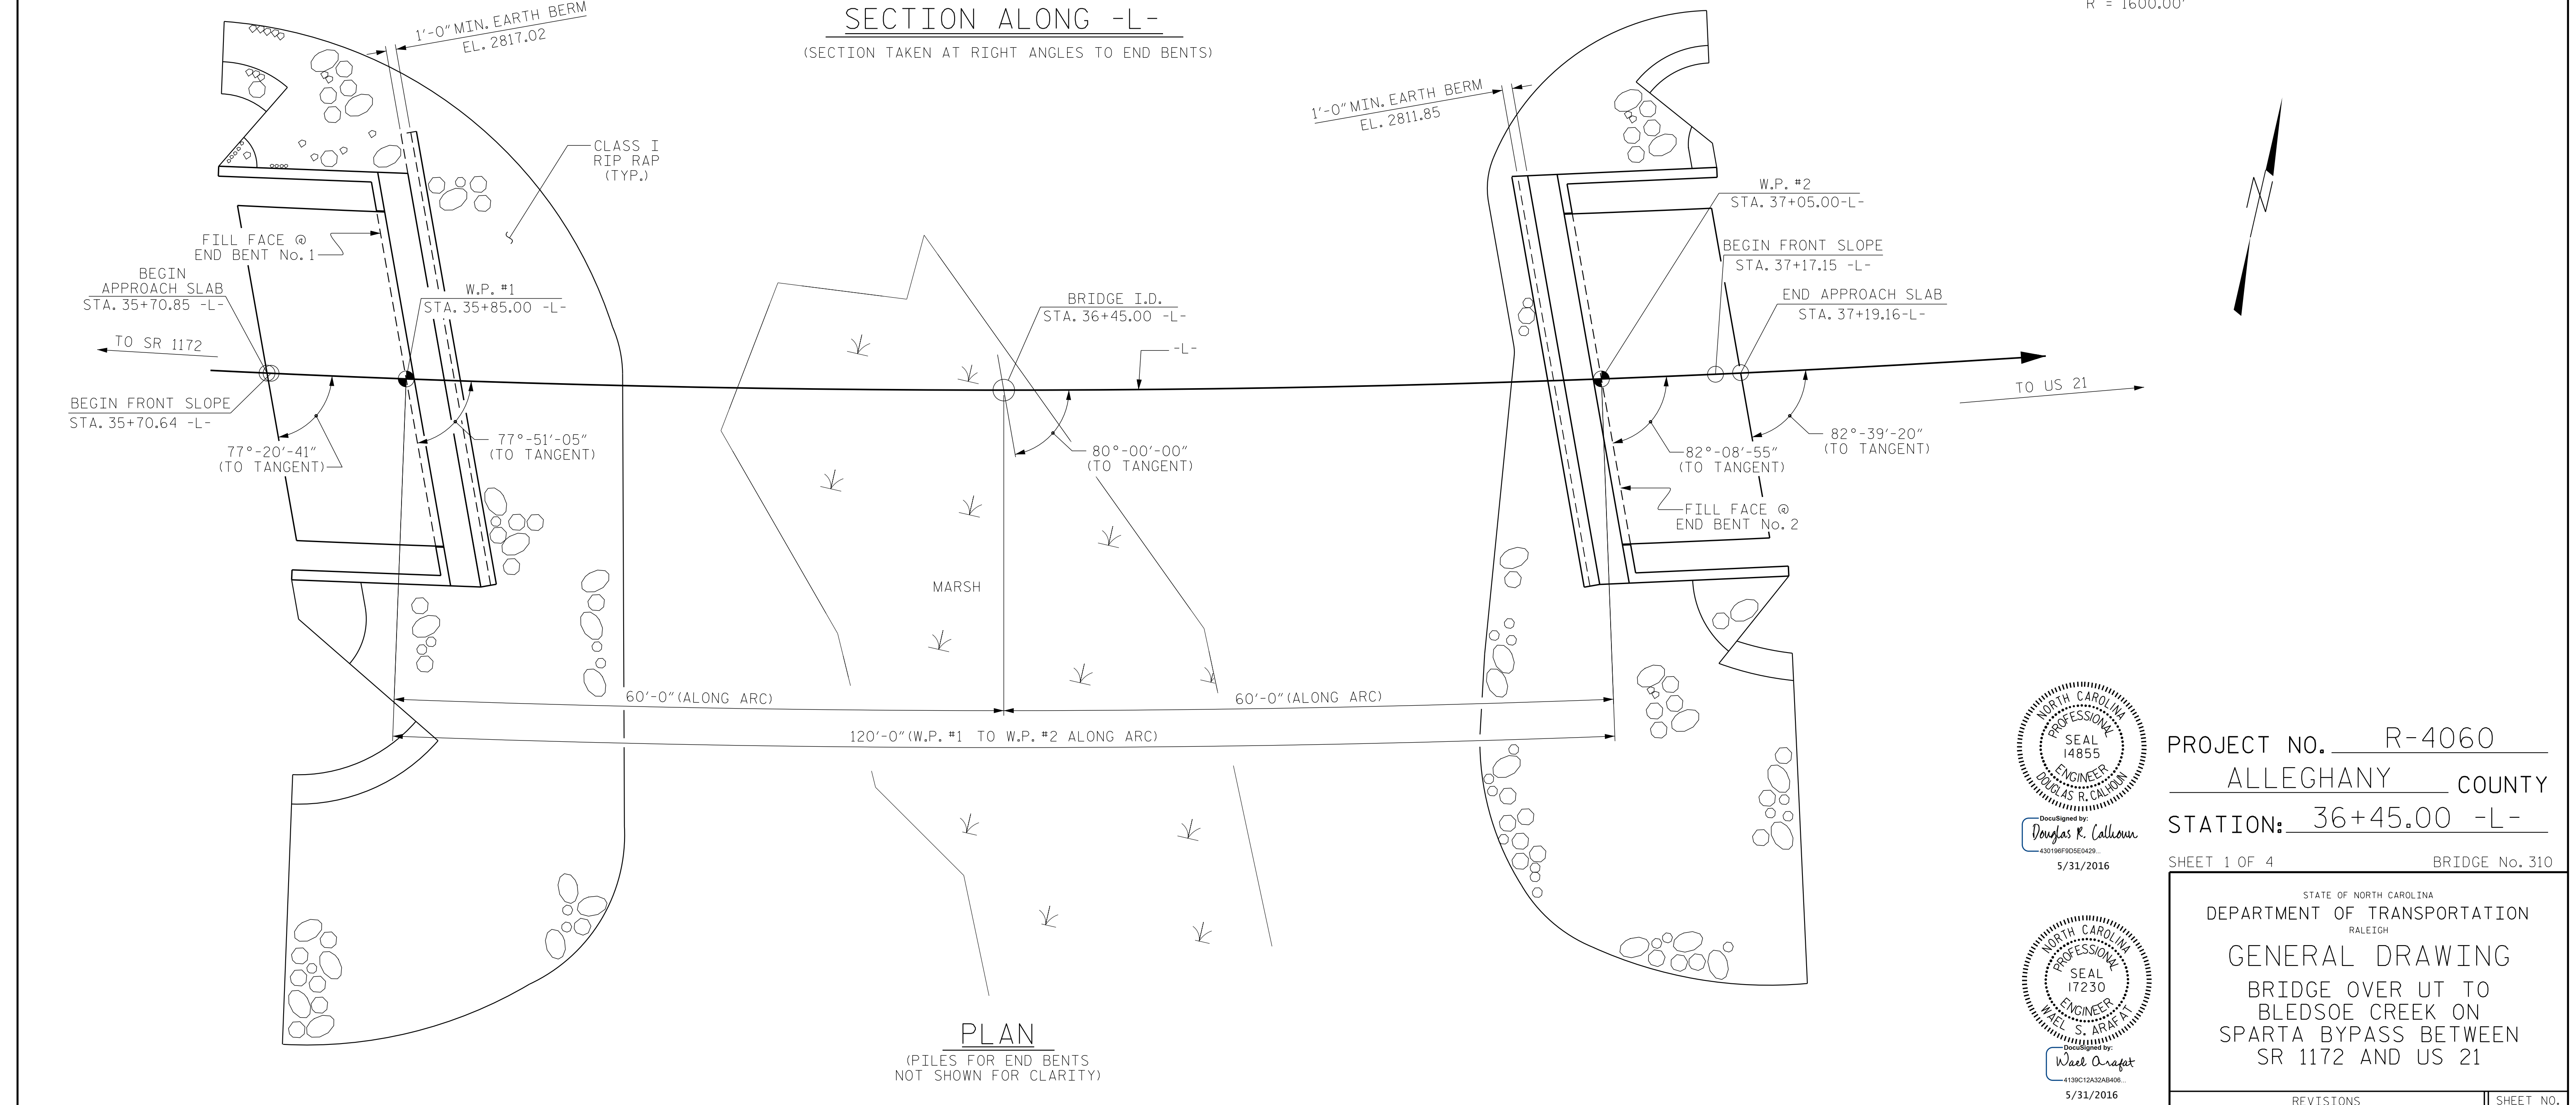 R = 1600.00'
SECTION ALONG -L-
(SECTION TAKEN AT RIGHT ANGLES TO END BENTS)
1'-0" MIN. EARTH BERM
EL. 2817.02
1'-0" MIN. EARTH BERM
EL. 2811.85
CLASS I
RIP RAP
(TYP.)
N
W.P. #2
STA. 37+05.00-L-
FILL FACE @
END BENT No. 1
BEGIN FRONT SLOPE
STA. 37+17.15 -L-
BEGIN
APPROACH SLAB
STA. 35+70.85 -L-
W.P. #1
STA. 35+85.00 -L-
BRIDGE I.D.
STA. 36+45.00 -L-
END APPROACH SLAB
STA. 37+19.16-L-
TO SR 1172
-L-
TO US 21
BEGIN FRONT SLOPE
STA. 35+70.64 -L-
77°-20'-41"
(TO TANGENT)
77°-51'-05"
(TO TANGENT)
80°-00'-00"
(TO TANGENT)
82°-08'-55"
(TO TANGENT)
82°-39'-20"
(TO TANGENT)
FILL FACE @
END BENT No. 2
MARSH
60'-0" (ALONG ARC)
60'-0" (ALONG ARC)
120'-0" (W.P. #1 TO W.P. #2 ALONG ARC)
PLAN
(PILES FOR END BENTS
NOT SHOWN FOR CLARITY)
NORTH CAROLINA
PROFESSIONAL
SEAL
14855
ENGINEER
DOUGLAS R. CALHOUN
DocuSigned by:
Douglas R. Calhoun
430196F9D5E0429...
5/31/2016
NORTH CAROLINA
PROFESSIONAL
SEAL
17230
ENGINEER
WAEL S. ARAFAT
DocuSigned by:
Wael Arafat
4139C12A32AB406...
5/31/2016
PROJECT NO. R-4060
ALLEGHANY COUNTY
STATION: 36+45.00 -L-
SHEET 1 OF 4 BRIDGE No. 310
STATE OF NORTH CAROLINA
DEPARTMENT OF TRANSPORTATION
RALEIGH
GENERAL DRAWING
BRIDGE OVER UT TO
BLEDSOE CREEK ON
SPARTA BYPASS BETWEEN
SR 1172 AND US 21
REVISIONS SHEET NO.